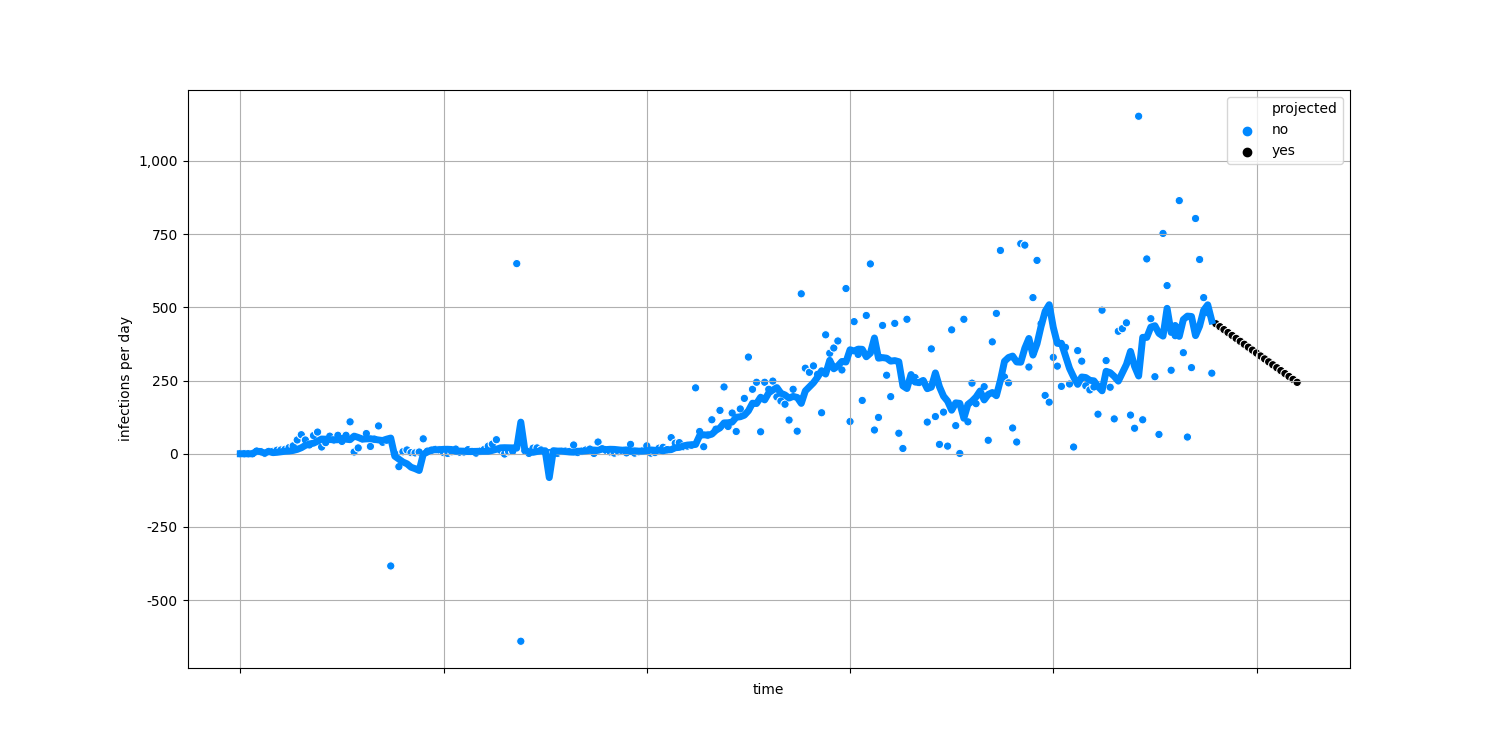 projected
no
yes
1,000
750
500
250
0
-250
-500
infections per day
time